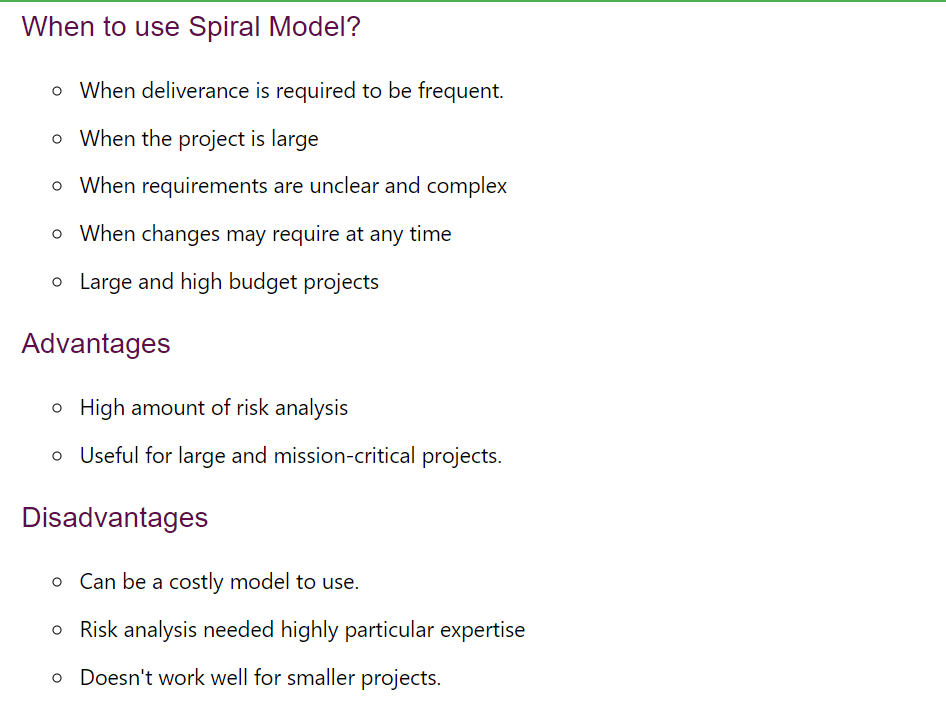 When to use Spiral Model?
When deliverance is required to be frequent.
When the project is large
When requirements are unclear and complex
When changes may require at any time
Large and high budget projects
Advantages
High amount of risk analysis
Useful for large and mission-critical projects.
Disadvantages
Can be a costly model to use.
Risk analysis needed highly particular expertise
Doesn't work well for smaller projects.